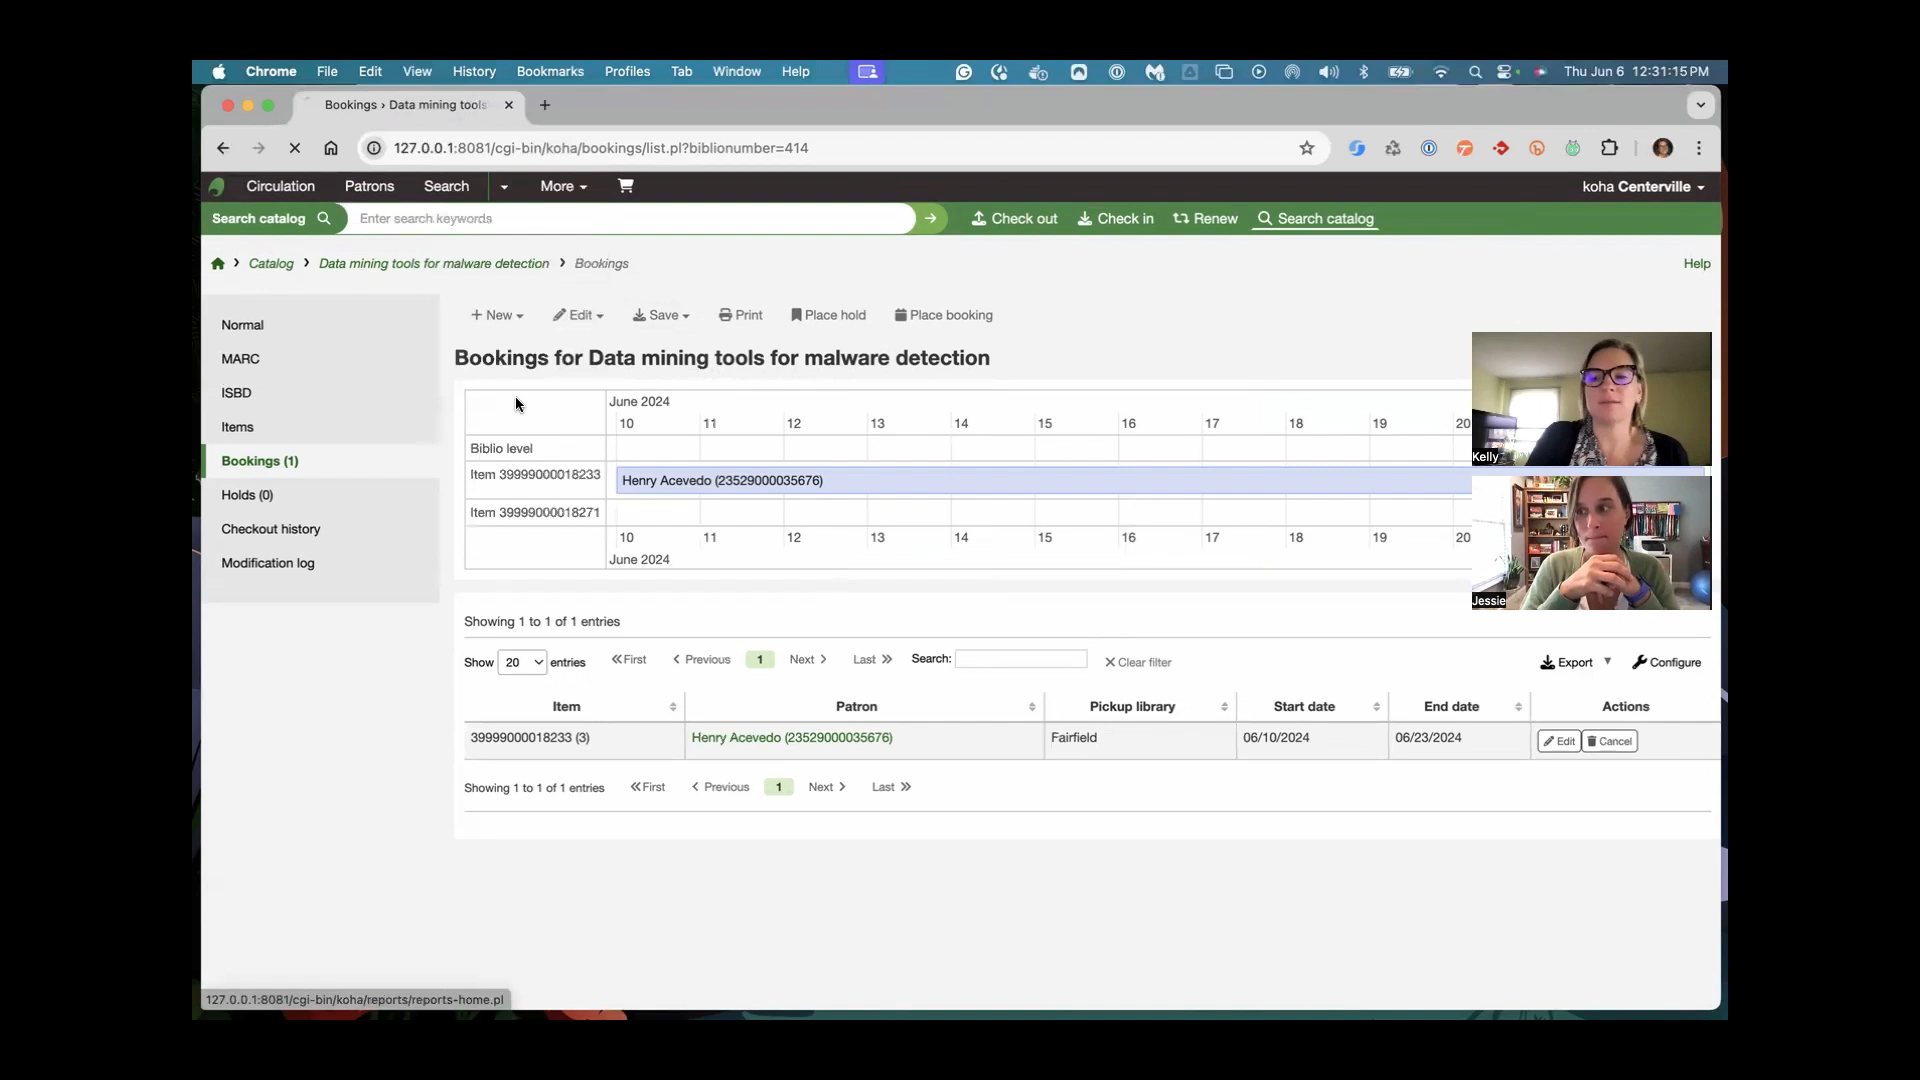 Chrome File Edit View History Bookmarks Profiles Tab Window Help Thu Jun 6 12:31:15 PM
Bookings › Data mining tools
127.0.0.1:8081/cgi-bin/koha/bookings/list.pl?biblionumber=414
Circulation Patrons Search More koha Centerville
Search catalog Enter search keywords Check out Check in Renew Search catalog
Catalog Data mining tools for malware detection Bookings Help
Normal
MARC
ISBD
Items
Bookings (1)
Holds (0)
Checkout history
Modification log
+ New Edit Save Print Place hold Place booking
Bookings for Data mining tools for malware detection
June 2024
10 11 12 13 14 15 16 17 18 19 20
Biblio level
Item 39999000018233 Henry Acevedo (23529000035676)
Item 39999000018271
10 11 12 13 14 15 16 17 18 19 20
June 2024
Kelly
Jessie
Showing 1 to 1 of 1 entries
Show 20 entries First Previous 1 Next Last Search: Clear filter Export Configure
Item Patron Pickup library Start date End date Actions
39999000018233 (3) Henry Acevedo (23529000035676) Fairfield 06/10/2024 06/23/2024 Edit Cancel
Showing 1 to 1 of 1 entries First Previous 1 Next Last
127.0.0.1:8081/cgi-bin/koha/reports/reports-home.pl